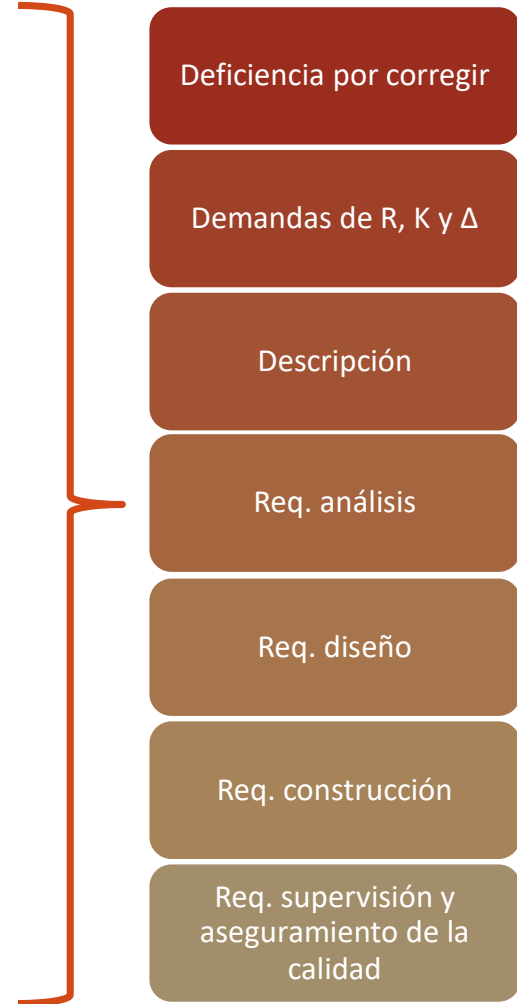 Deficiencia por corregir
Demandas de R, K y Δ
Descripción
Req. análisis
Req. diseño
Req. construcción
Req. supervisión y
aseguramiento de la
calidad